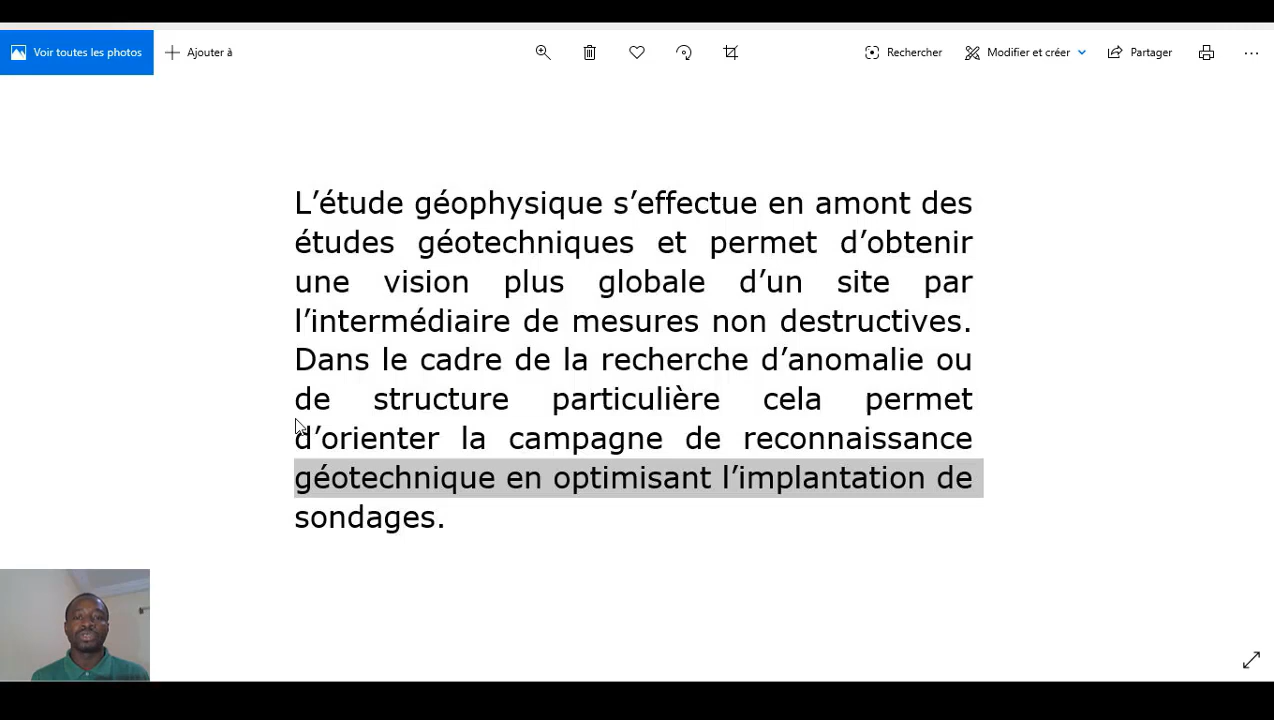 Voir toutes les photos
Ajouter à
Rechercher
Modifier et créer
Partager
L’étude géophysique s’effectue en amont des
études géotechniques et permet d’obtenir
une vision plus globale d’un site par
l’intermédiaire de mesures non destructives.
Dans le cadre de la recherche d’anomalie ou
de structure particulière cela permet
d’orienter la campagne de reconnaissance
géotechnique en optimisant l’implantation de
sondages.